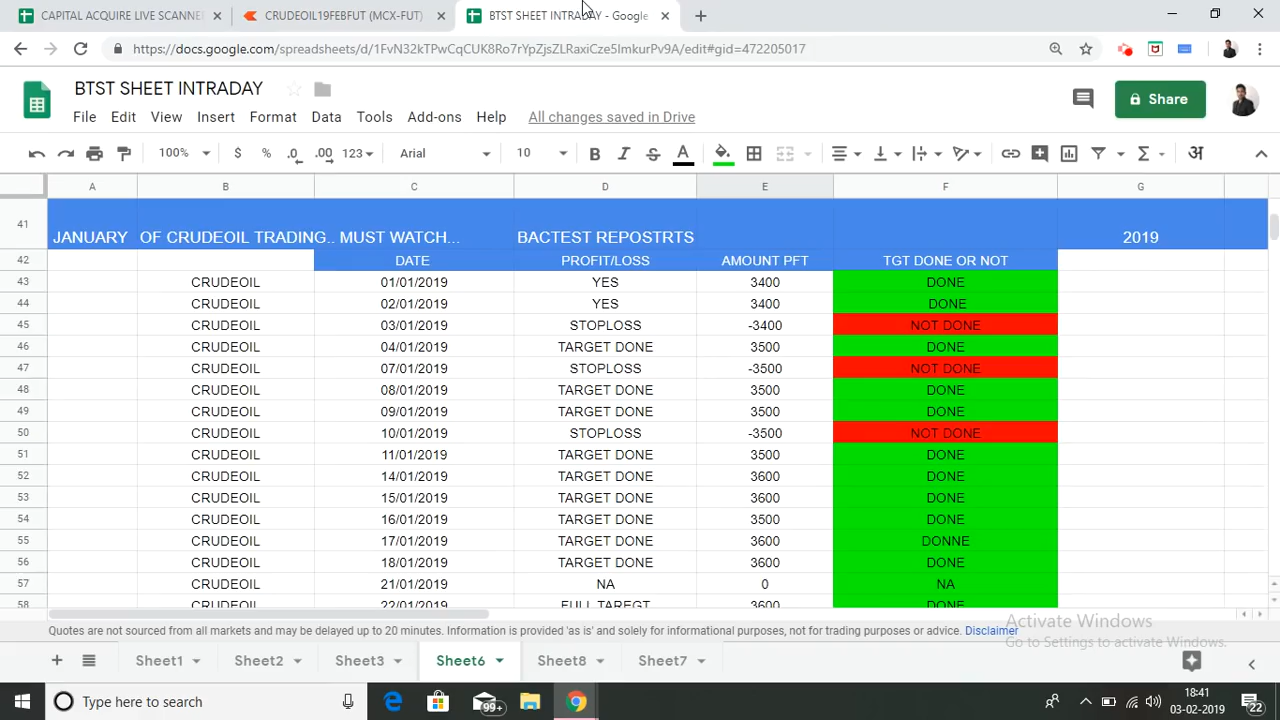 CAPITAL ACQUIRE LIVE SCANNER
CRUDEOIL19FEBFUT (MCX-FUT)
BTST SHEET INTRADAY - Google
https://docs.google.com/spreadsheets/d/1FvN32kTPwCqCUK8Ro7rYpZjsZLRaxiCze5lmkurPv9A/edit#gid=472205017
BTST SHEET INTRADAY
File Edit View Insert Format Data Tools Add-ons Help All changes saved in Drive
Share
100% $ % .0 .00 123 Arial 10 B I S A Σ अ
A B C D E F G
41 JANUARY OF CRUDEOIL TRADING.. MUST WATCH... BACTEST REPOSTRTS 2019
42 DATE PROFIT/LOSS AMOUNT PFT TGT DONE OR NOT
43 CRUDEOIL 01/01/2019 YES 3400 DONE
44 CRUDEOIL 02/01/2019 YES 3400 DONE
45 CRUDEOIL 03/01/2019 STOPLOSS -3400 NOT DONE
46 CRUDEOIL 04/01/2019 TARGET DONE 3500 DONE
47 CRUDEOIL 07/01/2019 STOPLOSS -3500 NOT DONE
48 CRUDEOIL 08/01/2019 TARGET DONE 3500 DONE
49 CRUDEOIL 09/01/2019 TARGET DONE 3500 DONE
50 CRUDEOIL 10/01/2019 STOPLOSS -3500 NOT DONE
51 CRUDEOIL 11/01/2019 TARGET DONE 3500 DONE
52 CRUDEOIL 14/01/2019 TARGET DONE 3600 DONE
53 CRUDEOIL 15/01/2019 TARGET DONE 3600 DONE
54 CRUDEOIL 16/01/2019 TARGET DONE 3500 DONE
55 CRUDEOIL 17/01/2019 TARGET DONE 3600 DONNE
56 CRUDEOIL 18/01/2019 TARGET DONE 3600 DONE
57 CRUDEOIL 21/01/2019 NA 0 NA
58 CRUDEOIL 22/01/2019 FULL TAREGT 3600 DONE
Quotes are not sourced from all markets and may be delayed up to 20 minutes. Information is provided 'as is' and solely for informational purposes, not for trading purposes or advice. Disclaimer
Activate Windows
Go to Settings to activate Windows.
Sheet1 Sheet2 Sheet3 Sheet6 Sheet8 Sheet7
Type here to search
99+
18:41
03-02-2019
22